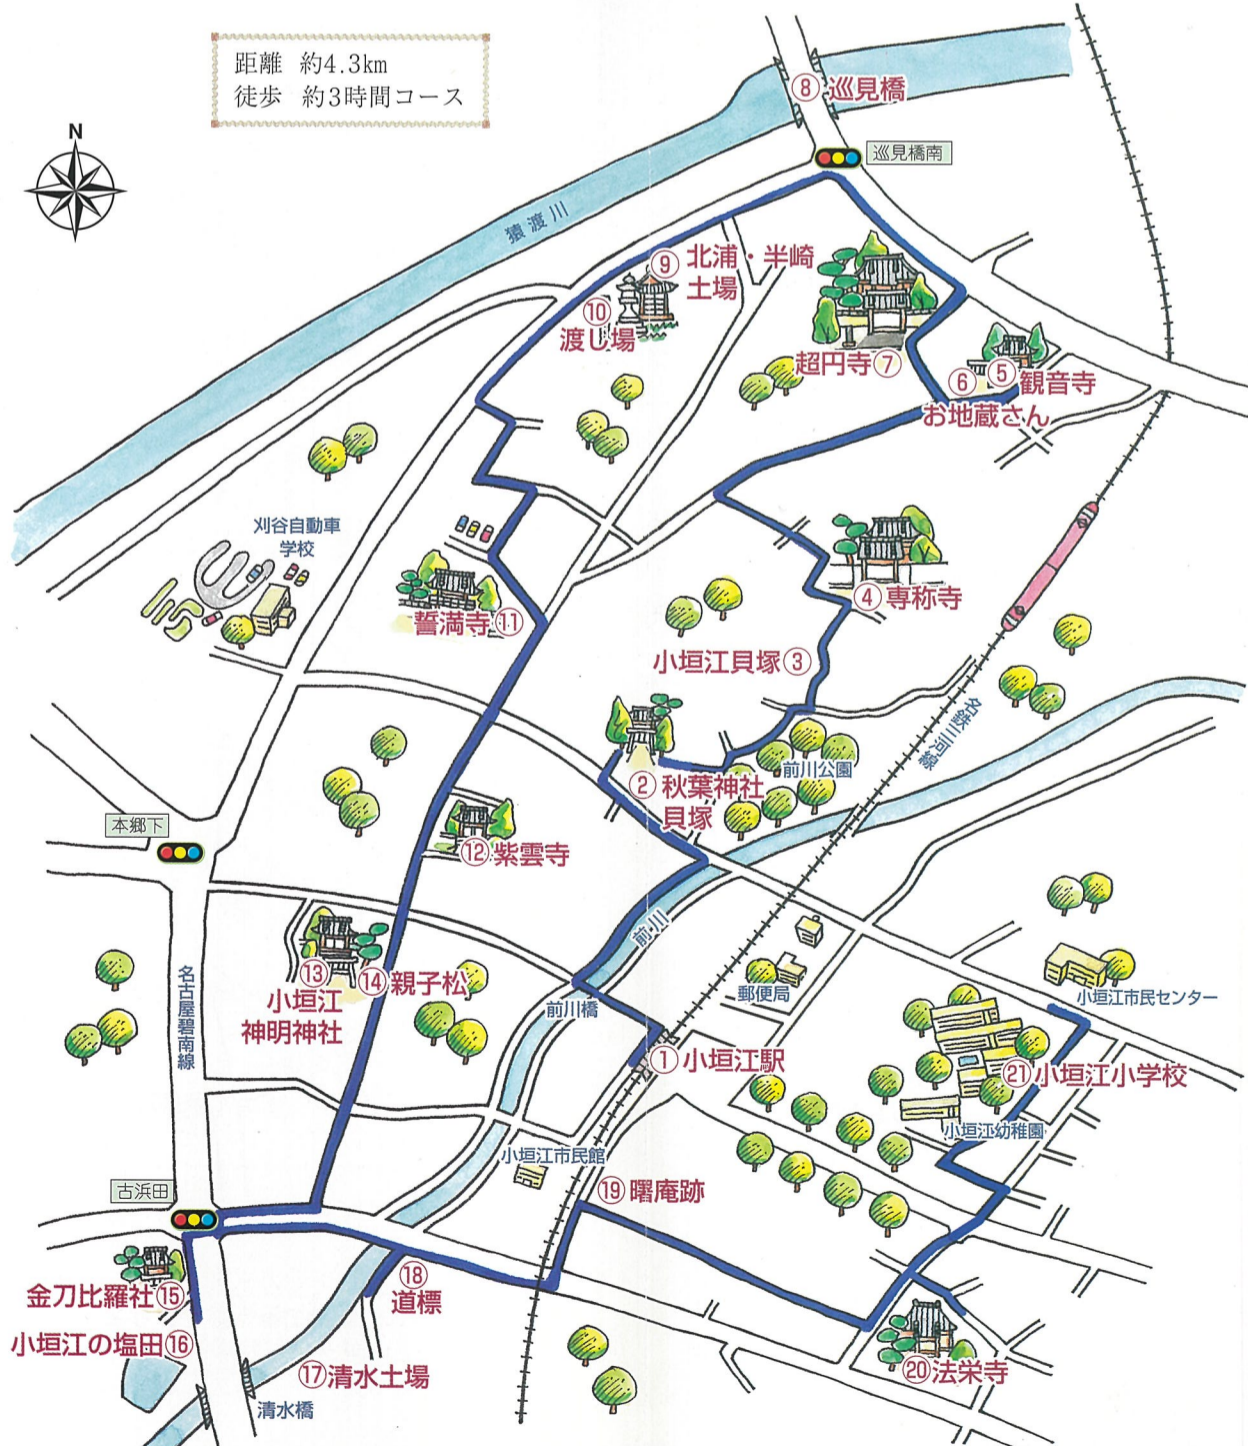 距離 約4.3km
徒歩 約3時間コース
N
⑧巡見橋
巡見橋南
猿渡川
⑨北浦・半崎
土場
⑩
渡し場
超円寺⑦
⑥
⑤観音寺
お地蔵さん
刈谷自動車
学校
誓満寺⑪
④専称寺
小垣江貝塚③
名鉄三河線
前川公園
②秋葉神社
貝塚
本郷下
⑫紫雲寺
前川
⑬
小垣江
神明神社
⑭親子松
名古屋碧南線
前川橋
郵便局
小垣江市民センター
①小垣江駅
㉑小垣江小学校
小垣江幼稚園
小垣江市民館
古浜田
⑲曙庵跡
金刀比羅社⑮
⑱
道標
小垣江の塩田⑯
⑰清水土場
⑳法栄寺
清水橋